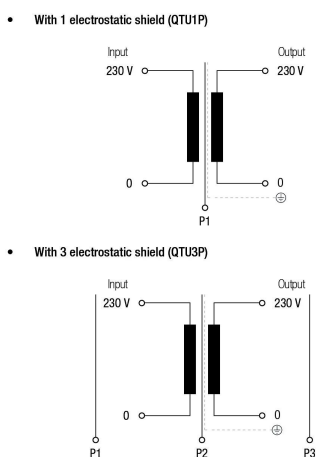 • With 1 electrostatic shield (QTU1P)
Input Output
230 V 230 V
0 0
P1
• With 3 electrostatic shield (QTU3P)
Input Output
230 V 230 V
0 0
P1 P2 P3